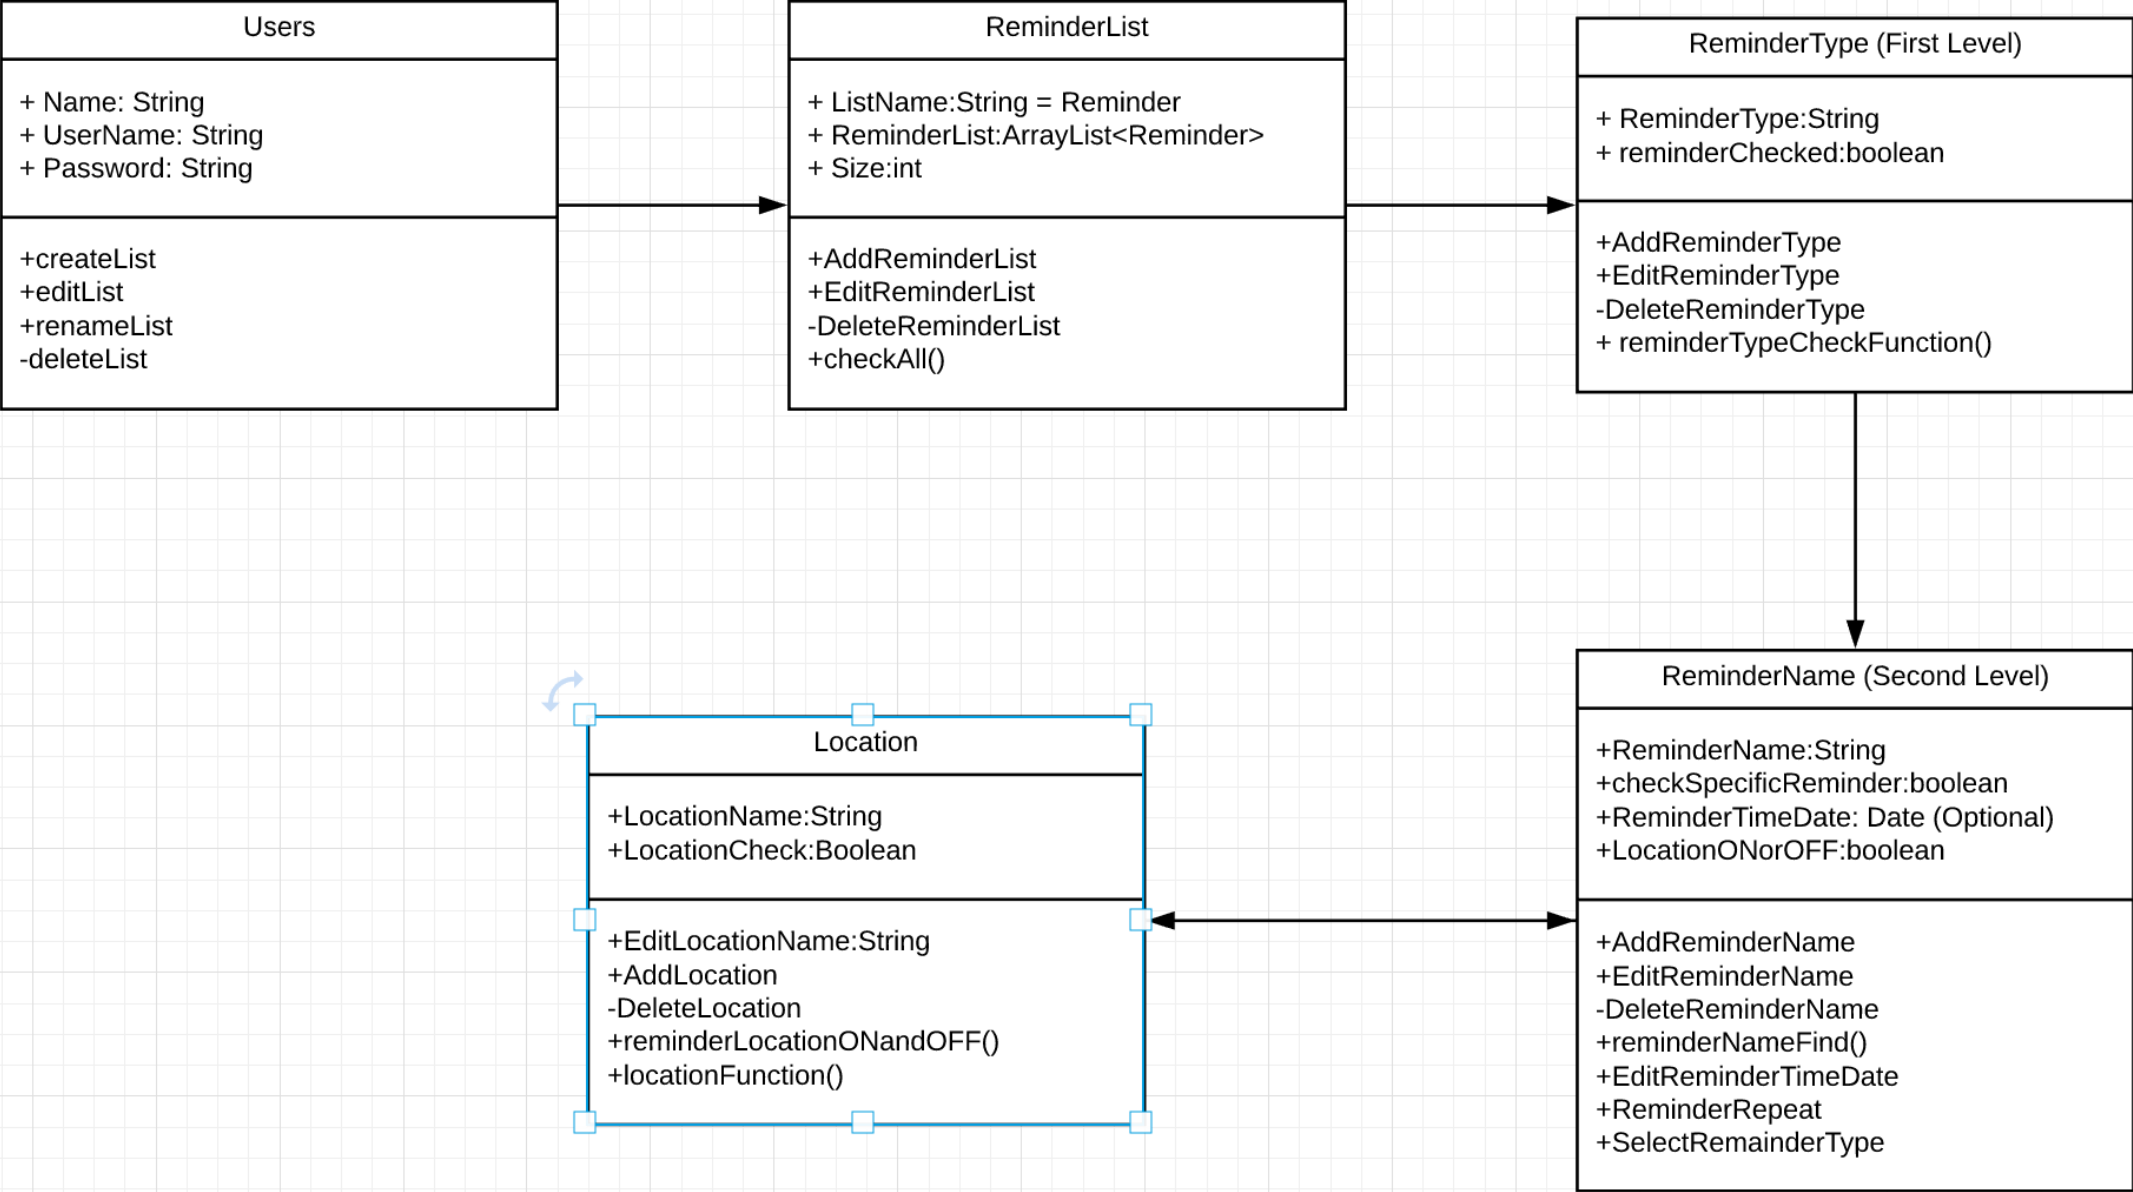 Users
+ Name: String
+ UserName: String
+ Password: String
+createList
+editList
+renameList
-deleteList
ReminderList
+ ListName:String = Reminder
+ ReminderList:ArrayList<Reminder>
+ Size:int
+AddReminderList
+EditReminderList
-DeleteReminderList
+checkAll()
ReminderType (First Level)
+ ReminderType:String
+ reminderChecked:boolean
+AddReminderType
+EditReminderType
-DeleteReminderType
+ reminderTypeCheckFunction()
Location
+LocationName:String
+LocationCheck:Boolean
+EditLocationName:String
+AddLocation
-DeleteLocation
+reminderLocationONandOFF()
+locationFunction()
ReminderName (Second Level)
+ReminderName:String
+checkSpecificReminder:boolean
+ReminderTimeDate: Date (Optional)
+LocationONorOFF:boolean
+AddReminderName
+EditReminderName
-DeleteReminderName
+reminderNameFind()
+EditReminderTimeDate
+ReminderRepeat
+SelectRemainderType